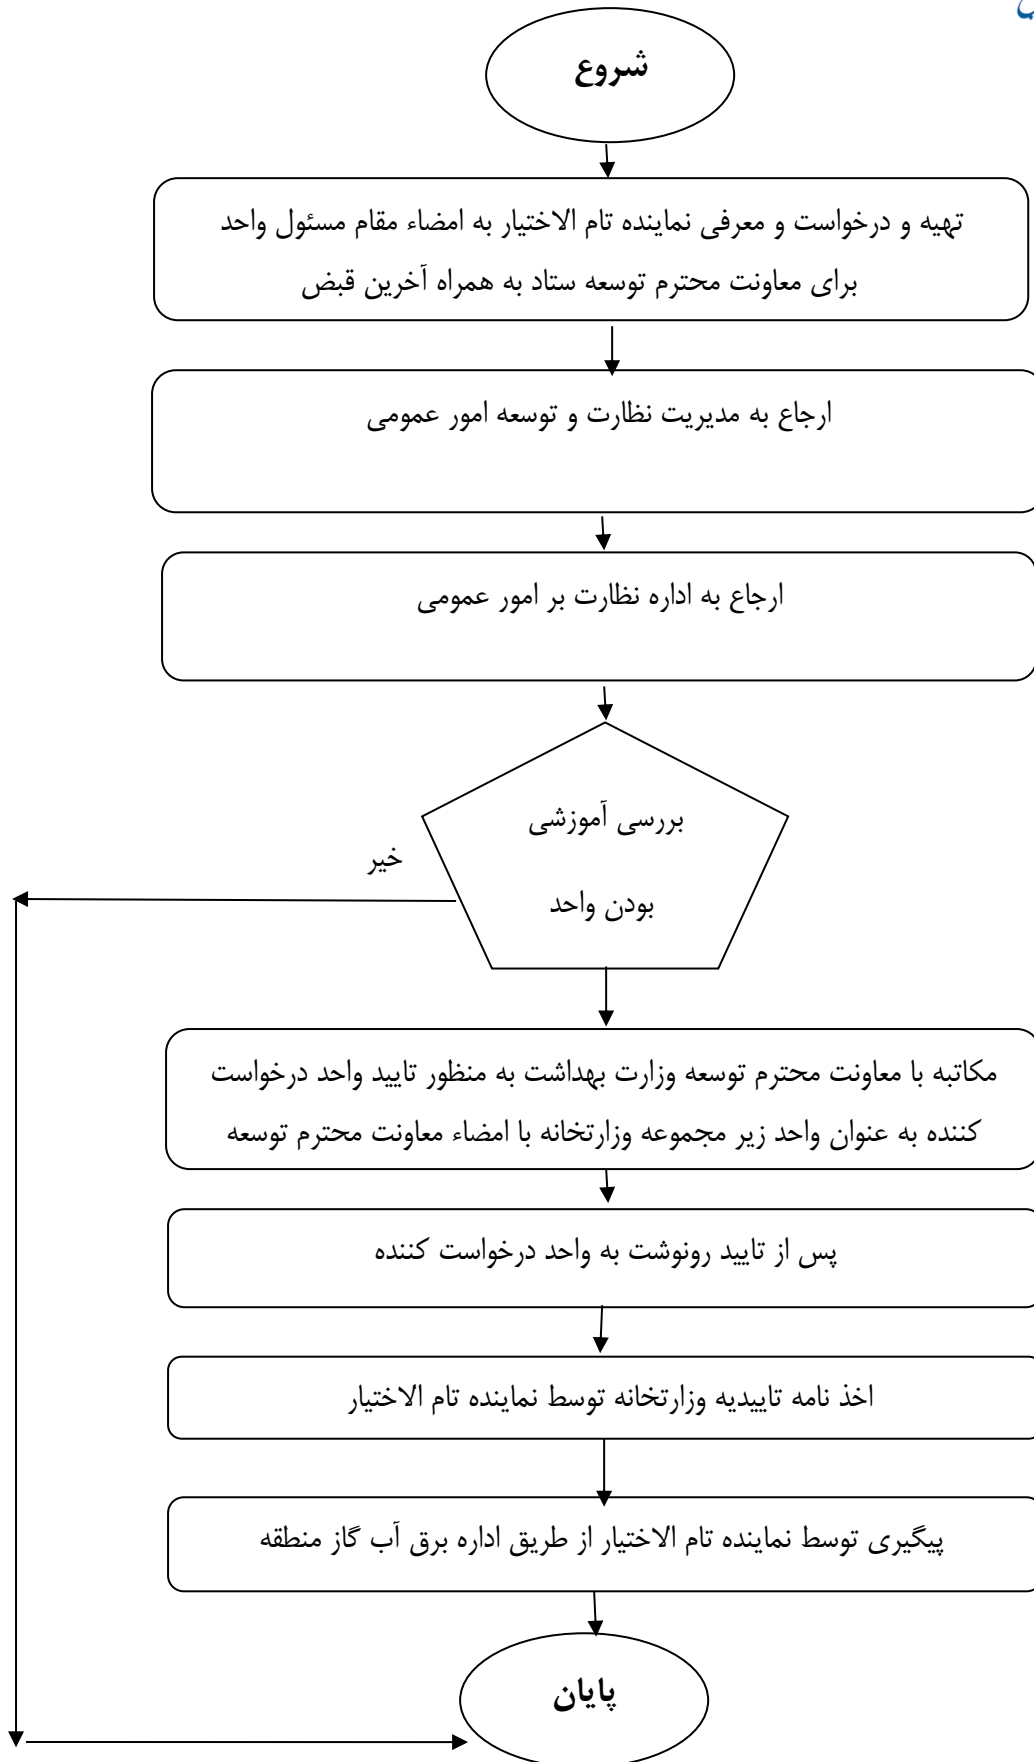 شروع
تهیه و درخواست و معرفی نماینده تام الاختیار به امضاء مقام مسئول واحد
برای معاونت محترم توسعه ستاد به همراه آخرین قبض
ارجاع به مدیریت نظارت و توسعه امور عمومی
ارجاع به اداره نظارت بر امور عمومی
بررسی آموزشی
بودن واحد
خیر
مکاتبه با معاونت محترم توسعه وزارت بهداشت به منظور تایید واحد درخواست
کننده به عنوان واحد زیر مجموعه وزارتخانه با امضاء معاونت محترم توسعه
پس از تایید رونوشت به واحد درخواست کننده
اخذ نامه تاییدیه وزارتخانه توسط نماینده تام الاختیار
پیگیری توسط نماینده تام الاختیار از طریق اداره برق آب گاز منطقه
پایان